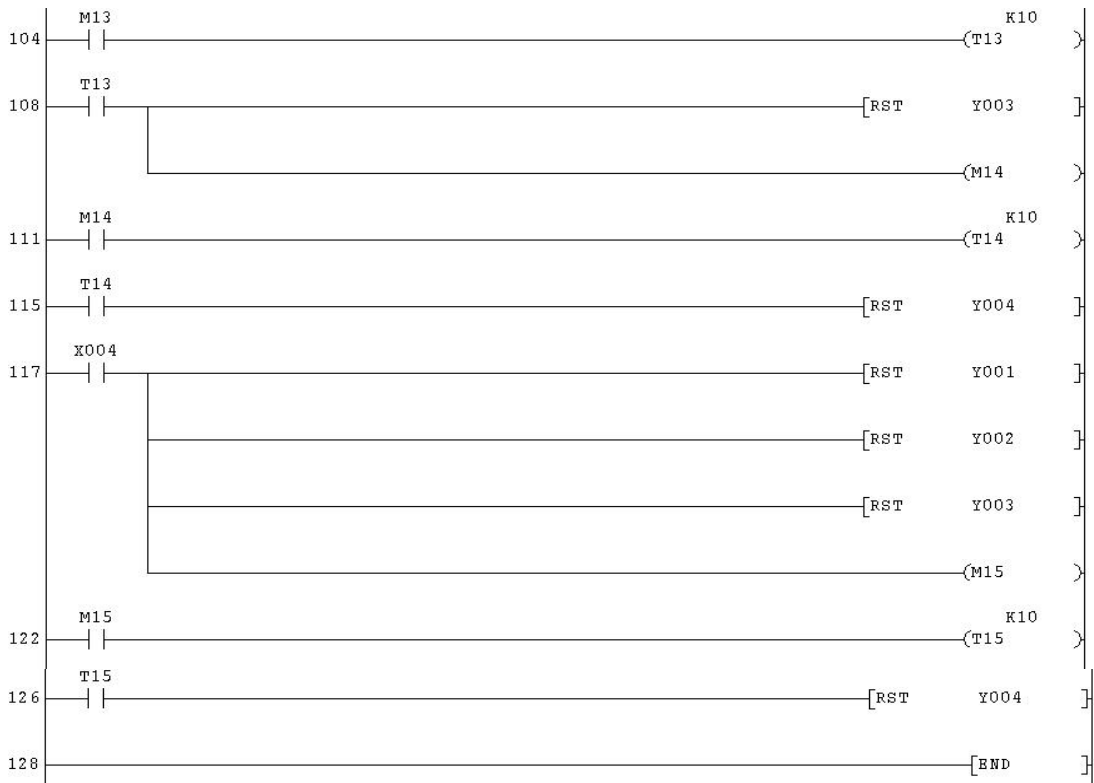 M13 K10
104 (T13 )
T13
108 [RST Y003 ]
(M14 )
M14 K10
111 (T14 )
T14
115 [RST Y004 ]
X004
117 [RST Y001 ]
[RST Y002 ]
[RST Y003 ]
(M15 )
M15 K10
122 (T15 )
T15
126 [RST Y004 ]
128 [END ]